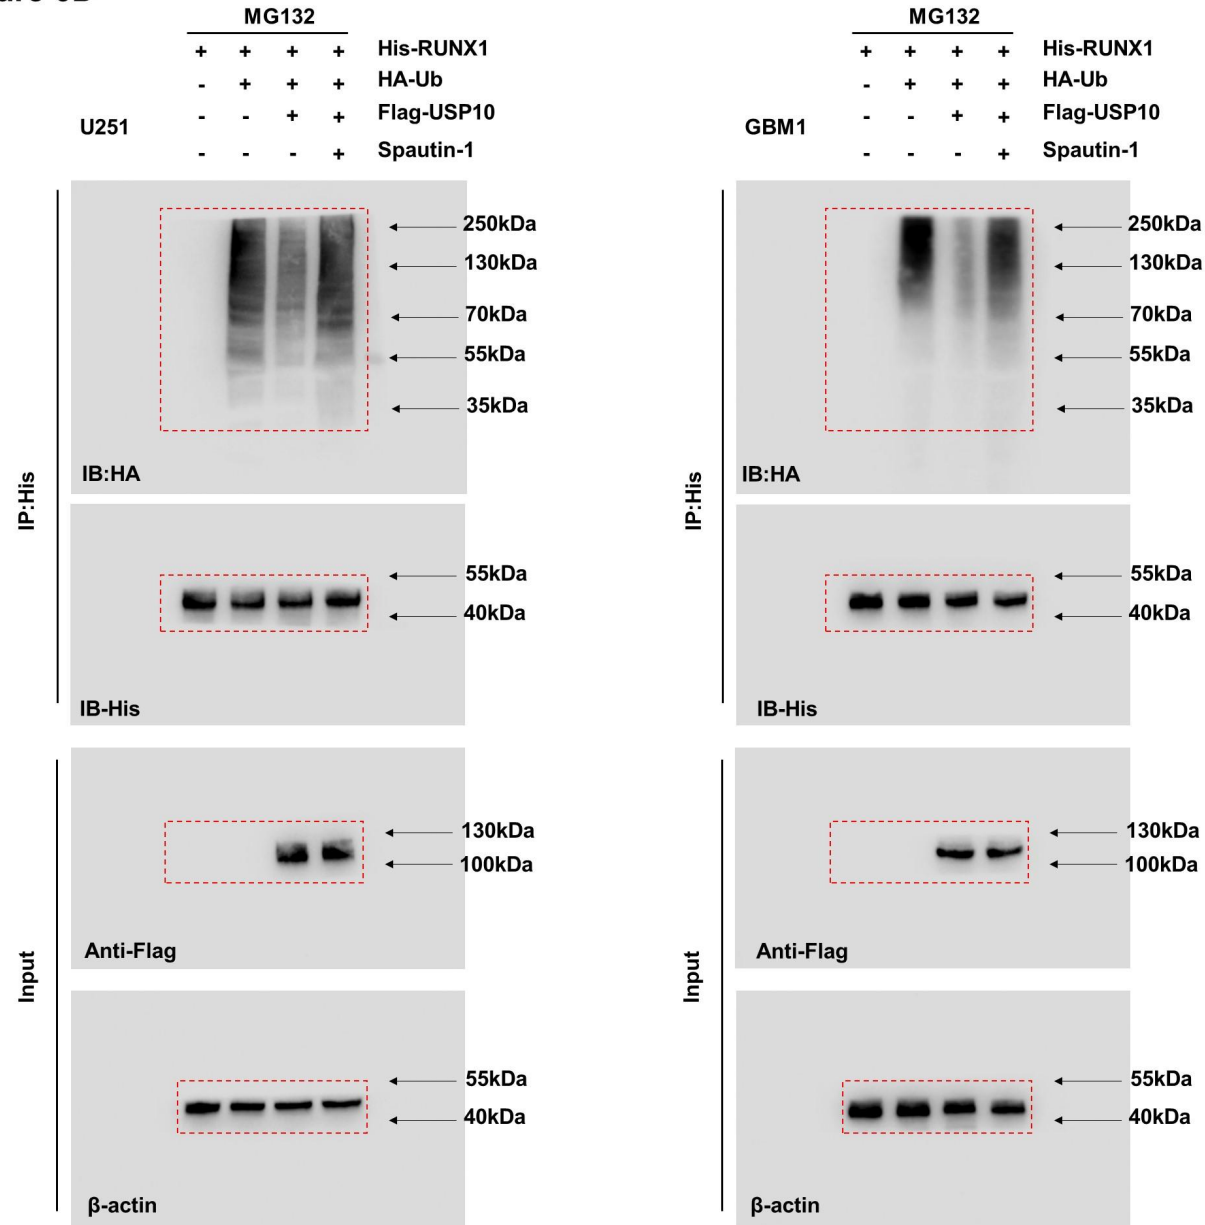 MG132
+ + + + His-RUNX1
- + + + HA-Ub
- - + + Flag-USP10
- - - + Spautin-1
U251
250kDa
130kDa
70kDa
55kDa
35kDa
IB:HA
IP:His
55kDa
40kDa
IB-His
130kDa
100kDa
Anti-Flag
Input
55kDa
40kDa
β-actin
MG132
+ + + + His-RUNX1
- + + + HA-Ub
- - + + Flag-USP10
- - - + Spautin-1
GBM1
250kDa
130kDa
70kDa
55kDa
35kDa
IB:HA
IP:His
55kDa
40kDa
IB-His
130kDa
100kDa
Anti-Flag
Input
55kDa
40kDa
β-actin